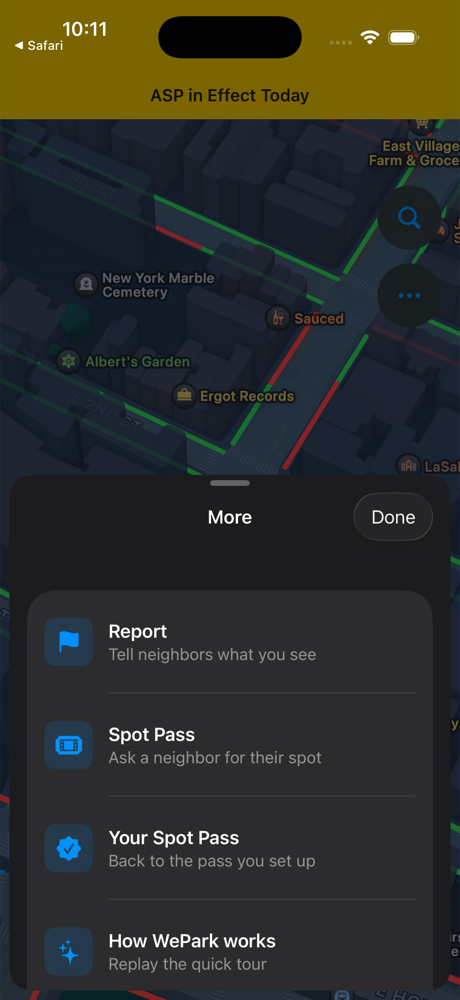 10:11
◀ Safari
ASP in Effect Today
East Village
Farm & Groce
New York Marble
Cemetery
Sauced
Albert's Garden
Ergot Records
E 2ND ST
LaSal
More
Done
Report
Tell neighbors what you see
Spot Pass
Ask a neighbor for their spot
Your Spot Pass
Back to the pass you set up
How WePark works
Replay the quick tour